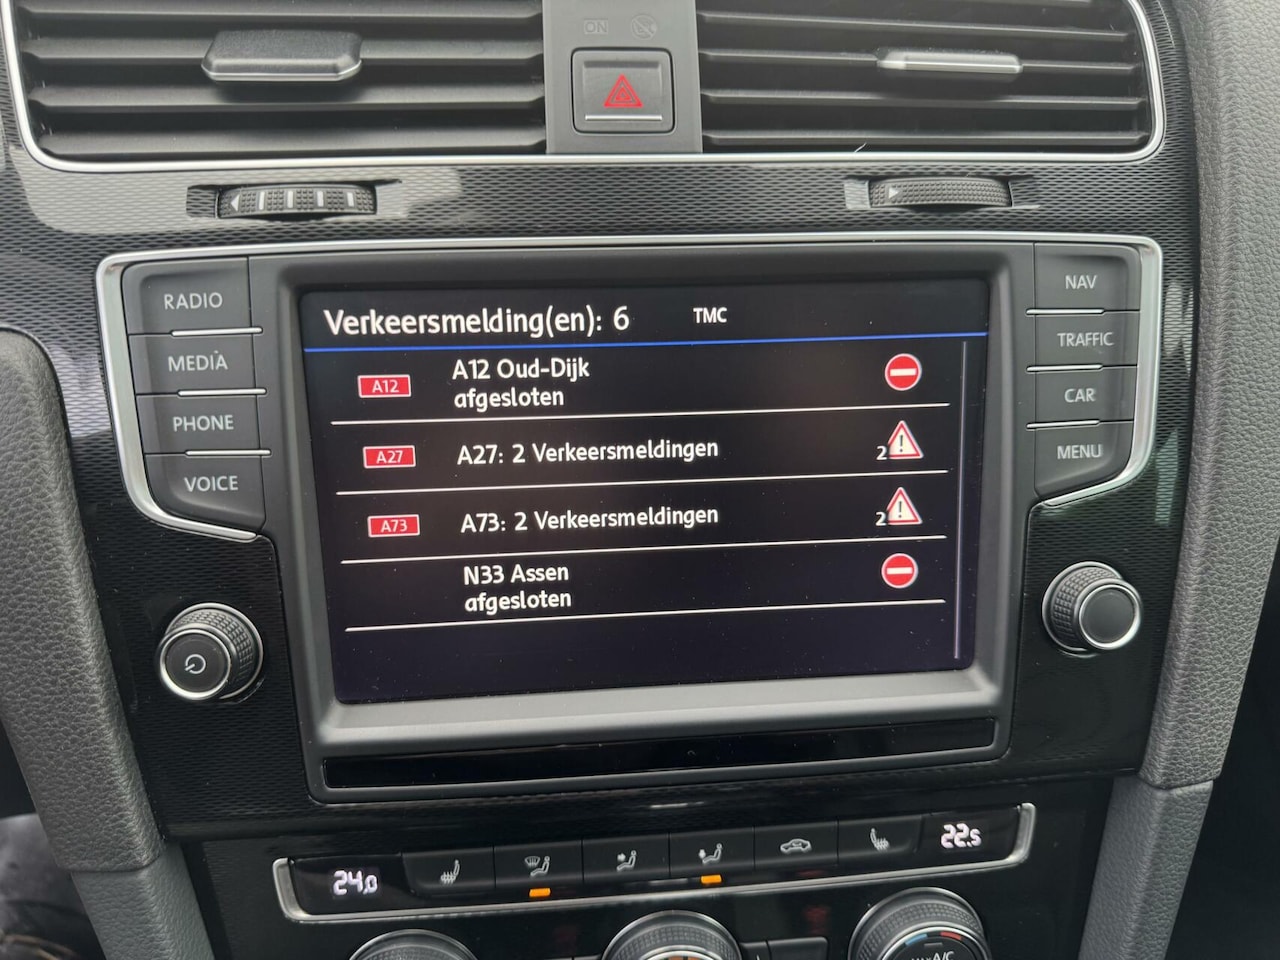 ON
RADIO
MEDIA
PHONE
VOICE
Verkeersmelding(en): 6 TMC
A12 A12 Oud-Dijk
afgesloten
A27 A27: 2 Verkeersmeldingen 2
A73 A73: 2 Verkeersmeldingen 2
N33 Assen
afgesloten
NAV
TRAFFIC
CAR
MENU
24.0
22.5
A/C